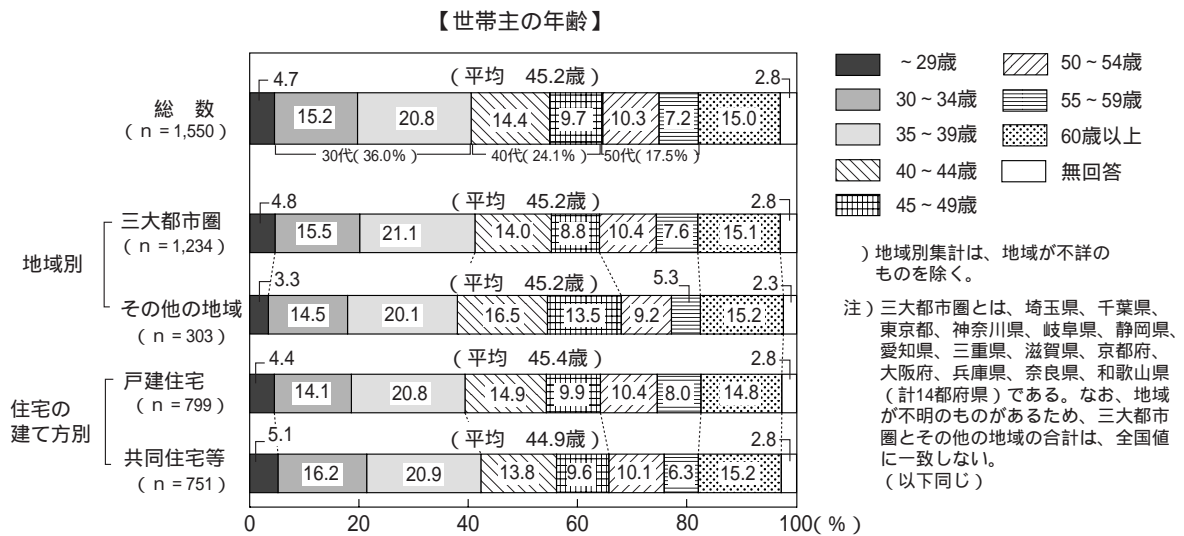 【世帯主の年齢】
(平均 45.2歳)
4.7
2.8
総 数
(n=1,550)
15.2 20.8 14.4 9.7 10.3 7.2 15.0
30代(36.0%) 40代(24.1%) 50代(17.5%)
地域別
4.8
(平均 45.2歳)
2.8
三大都市圏
(n=1,234)
15.5 21.1 14.0 8.8 10.4 7.6 15.1
3.3
(平均 45.2歳)
5.3
2.3
その他の地域
(n=303)
14.5 20.1 16.5 13.5 9.2 15.2
住宅の
建て方別
4.4
(平均 45.4歳)
2.8
戸建住宅
(n=799)
14.1 20.8 14.9 9.9 10.4 8.0 14.8
5.1
(平均 44.9歳)
2.8
共同住宅等
(n=751)
16.2 20.9 13.8 9.6 10.1 6.3 15.2
0 20 40 60 80 100(%)
~29歳
30~34歳
35~39歳
40~44歳
45~49歳
50~54歳
55~59歳
60歳以上
無回答
)地域別集計は、地域が不詳の
ものを除く。
注)三大都市圏とは、埼玉県、千葉県、
東京都、神奈川県、岐阜県、静岡県、
愛知県、三重県、滋賀県、京都府、
大阪府、兵庫県、奈良県、和歌山県
(計14都府県)である。なお、地域
が不明のものがあるため、三大都市
圏とその他の地域の合計は、全国値
に一致しない。
(以下同じ)